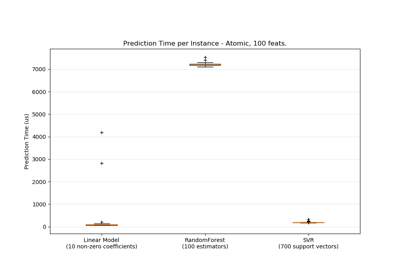 Prediction Time per Instance - Atomic, 100 feats.
Prediction Time (us)
7000
6000
5000
4000
3000
2000
1000
0
Linear Model
(10 non-zero coefficients)
RandomForest
(100 estimators)
SVR
(700 support vectors)